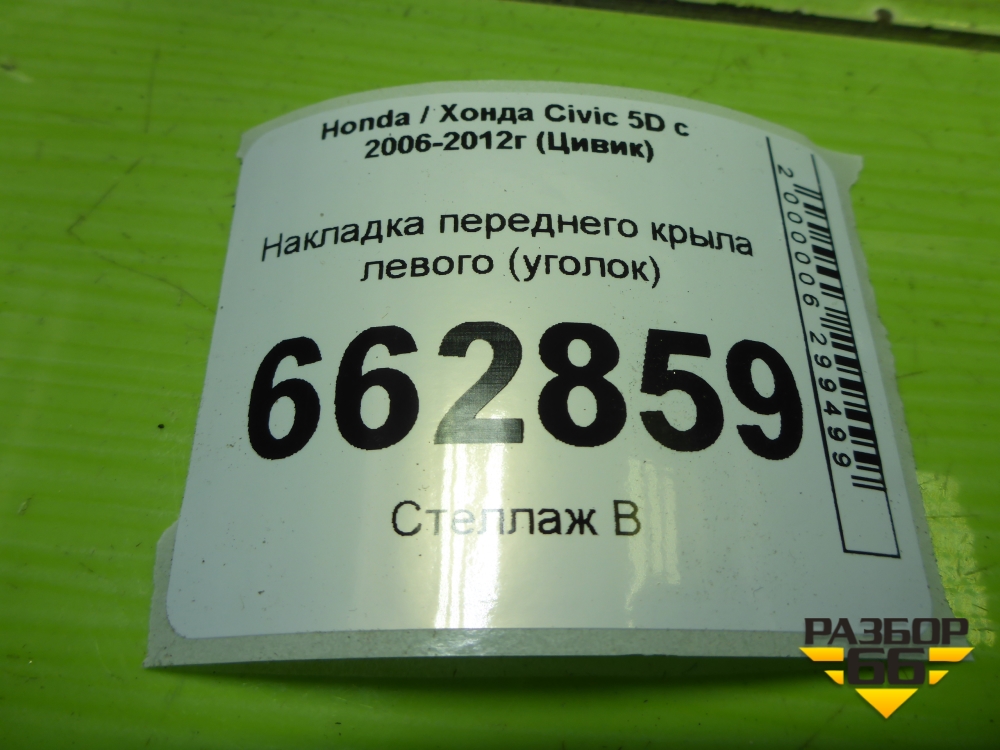 Honda / Хонда Civic 5D с
2006-2012г (Цивик)
Накладка переднего крыла
левого (уголок)
662859
Стеллаж В
2000006299499
РАЗБОР
66